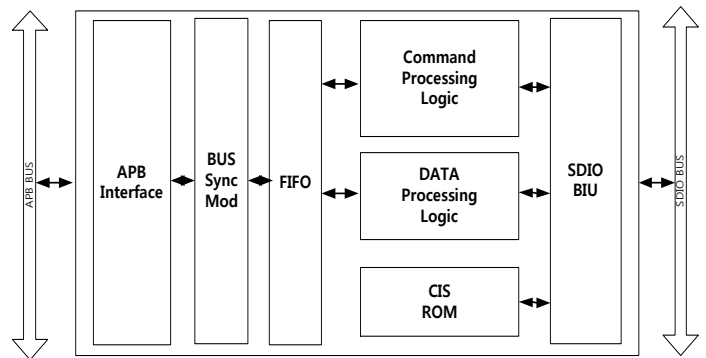 APB BUS
APB
Interface
BUS
Sync
Mod
FIFO
Command
Processing
Logic
DATA
Processing
Logic
CIS
ROM
SDIO
BIU
SDIO BUS